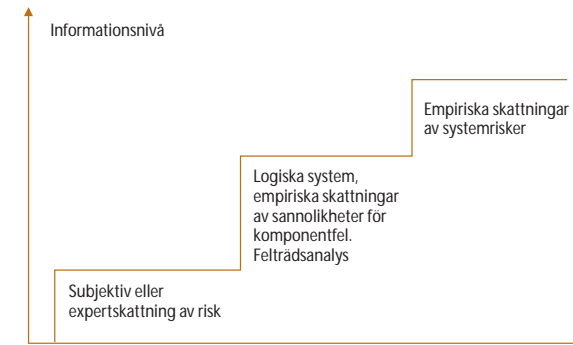 Informationsnivå
Empiriska skattningar
av systemrisker
Logiska system,
empiriska skattningar
av sannolikheter för
komponentfel.
Felträdsanalys
Subjektiv eller
expertskattning av risk